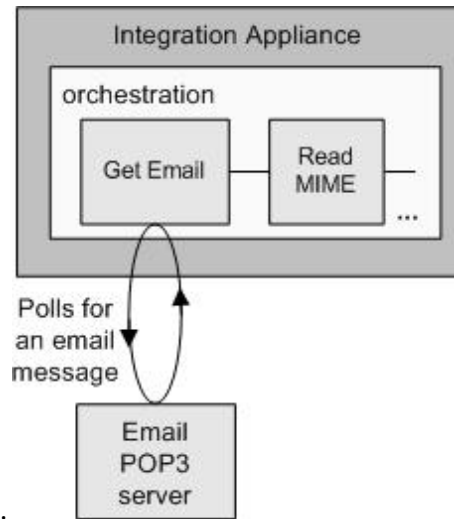 Integration Appliance
orchestration
Get Email
Read
MIME
...
Polls for
an email
message
Email
POP3
server
.